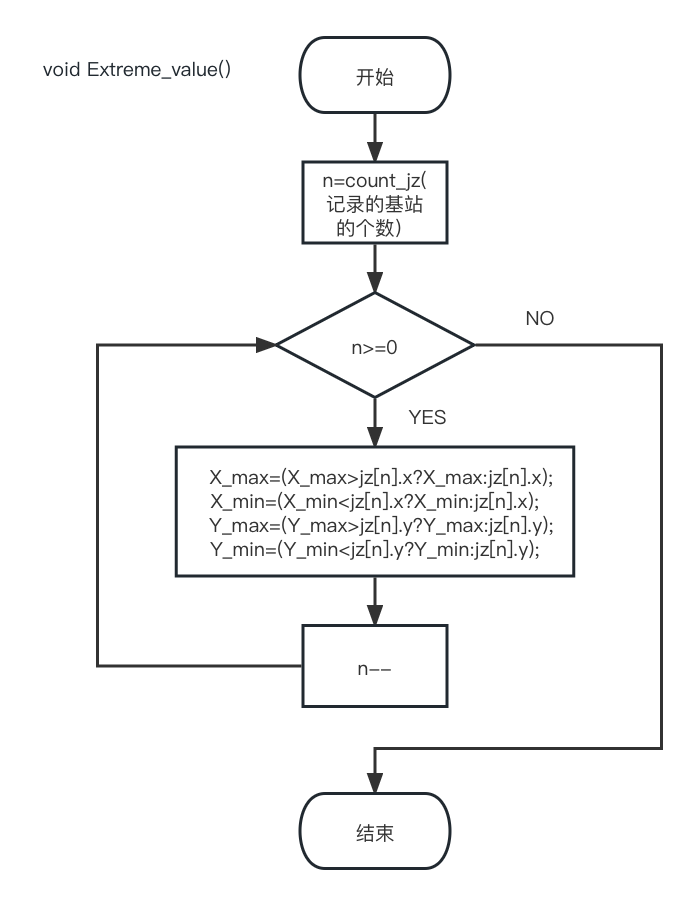 void Extreme_value()
开始
n=count_jz(
记录的基站
的个数)
n>=0
NO
YES
X_max=(X_max>jz[n].x?X_max:jz[n].x);
X_min=(X_min<jz[n].x?X_min:jz[n].x);
Y_max=(Y_max>jz[n].y?Y_max:jz[n].y);
Y_min=(Y_min<jz[n].y?Y_min:jz[n].y);
n--
结束